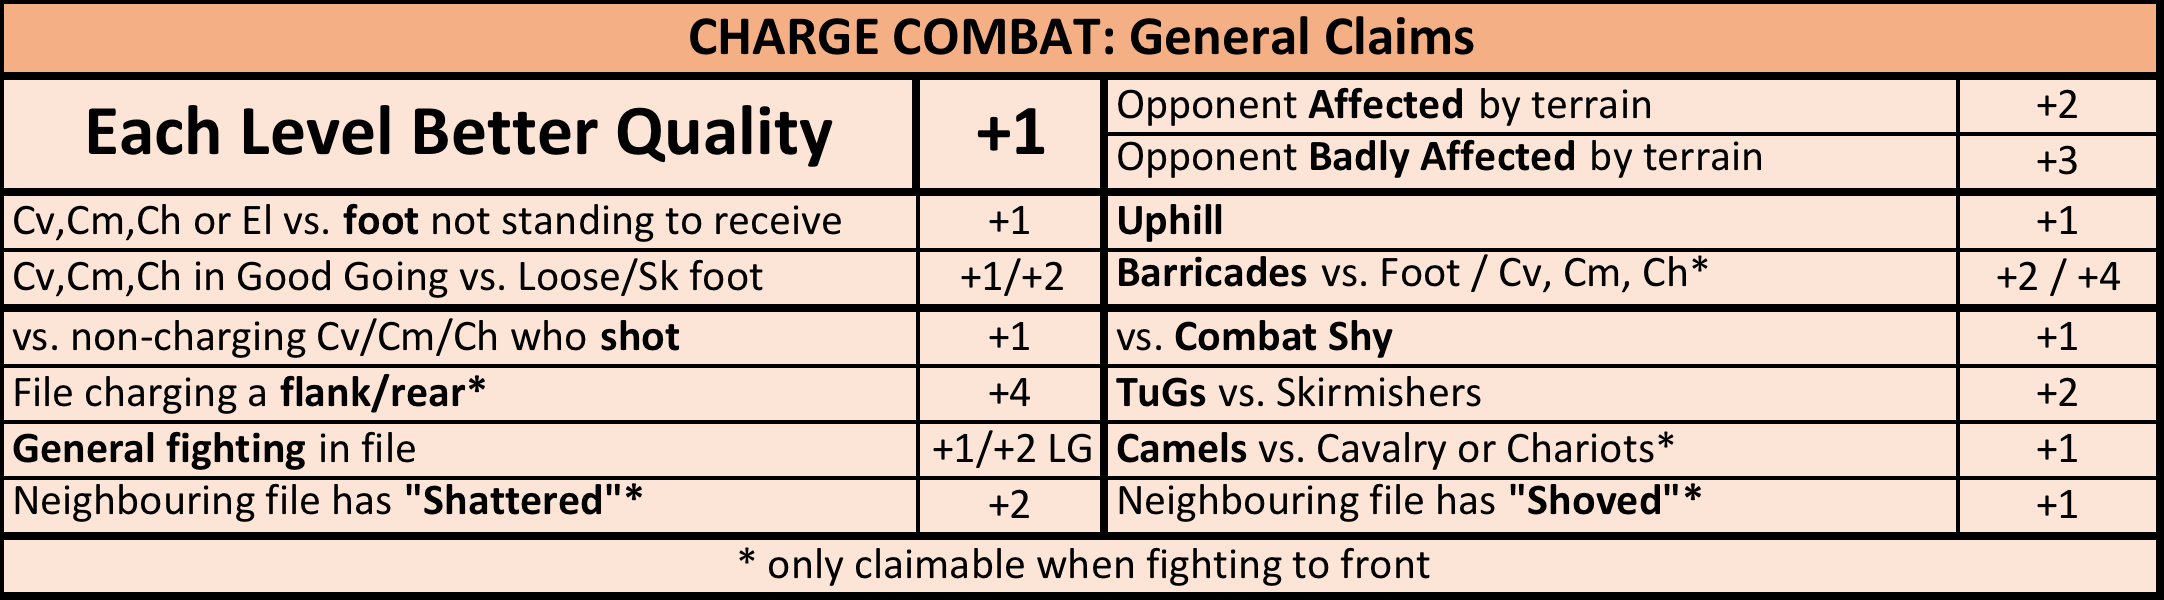 CHARGE COMBAT: General Claims
Each Level Better Quality +1
Opponent Affected by terrain +2
Opponent Badly Affected by terrain +3
Cv,Cm,Ch or El vs. foot not standing to receive +1 Uphill +1
Cv,Cm,Ch in Good Going vs. Loose/Sk foot +1/+2 Barricades vs. Foot / Cv, Cm, Ch* +2 / +4
vs. non-charging Cv/Cm/Ch who shot +1 vs. Combat Shy +1
File charging a flank/rear* +4 TuGs vs. Skirmishers +2
General fighting in file +1/+2 LG Camels vs. Cavalry or Chariots* +1
Neighbouring file has "Shattered"* +2 Neighbouring file has "Shoved"* +1
* only claimable when fighting to front